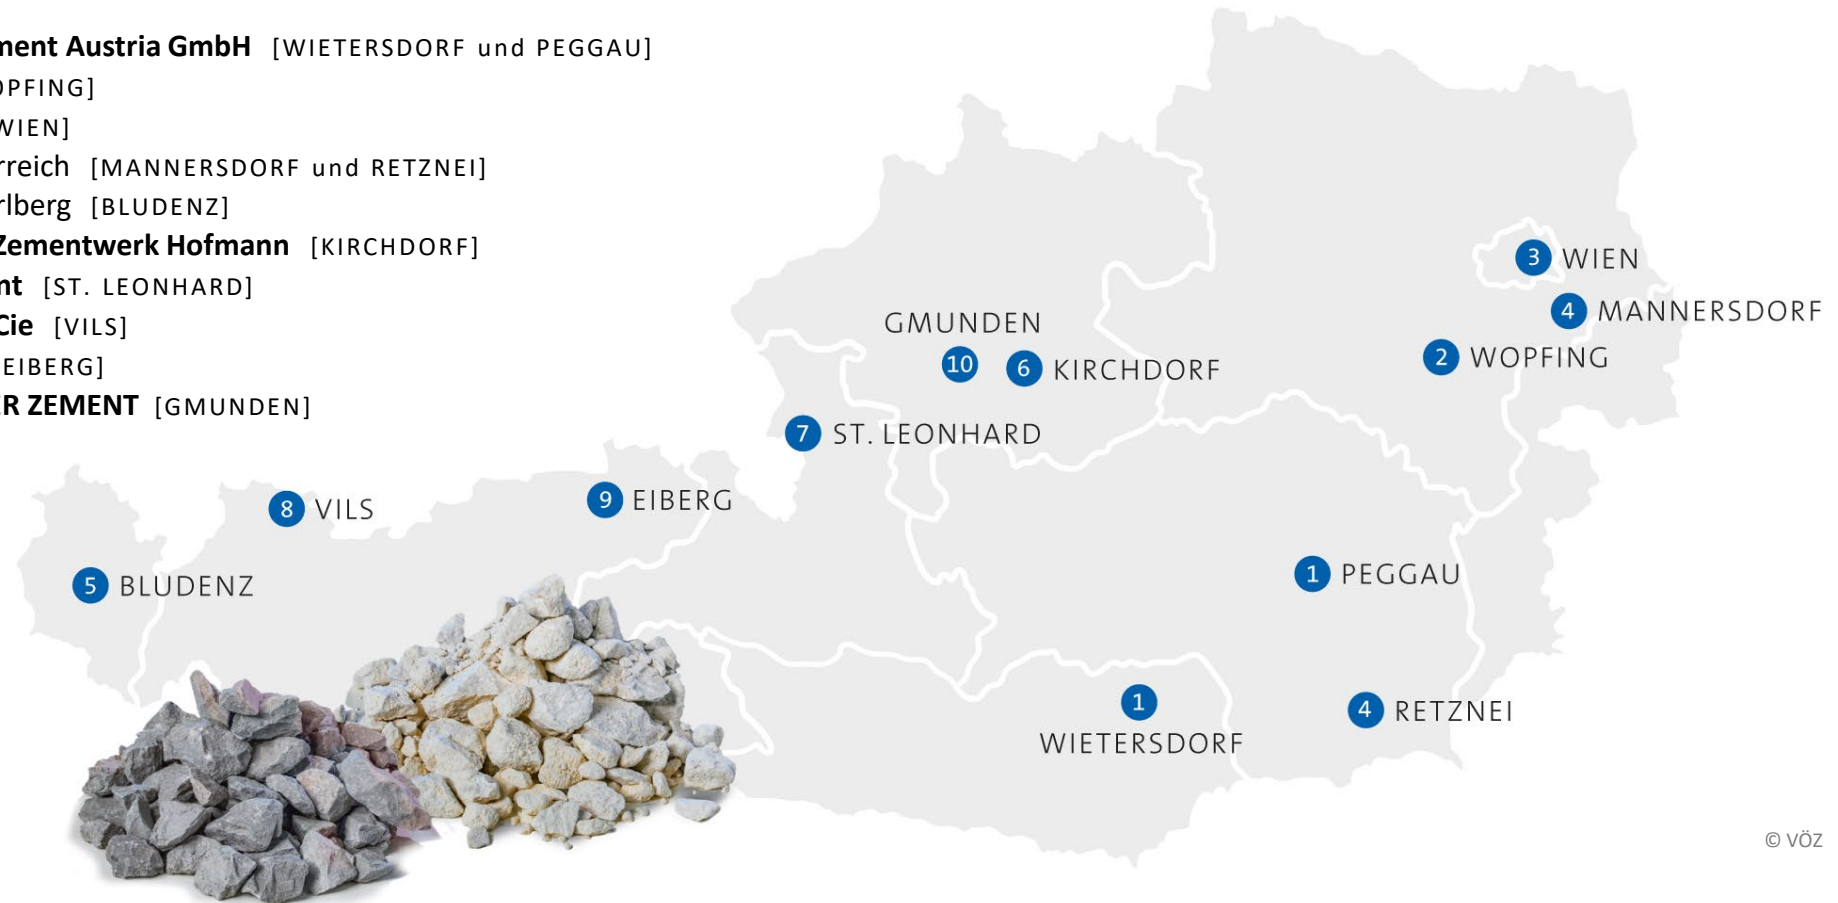 ment Austria GmbH [WIETERSDORF und PEGGAU]
OPFING]
WIEN]
rreich [MANNERSDORF und RETZNEI]
rlberg [BLUDENZ]
Zementwerk Hofmann [KIRCHDORF]
nt [ST. LEONHARD]
Cie [VILS]
EIBERG]
ER ZEMENT [GMUNDEN]
3 WIEN
4 MANNERSDORF
GMUNDEN
10
6 KIRCHDORF
2 WOPFING
7 ST. LEONHARD
8 VILS
9 EIBERG
5 BLUDENZ
1 PEGGAU
1
WIETERSDORF
4 RETZNEI
© VÖZ